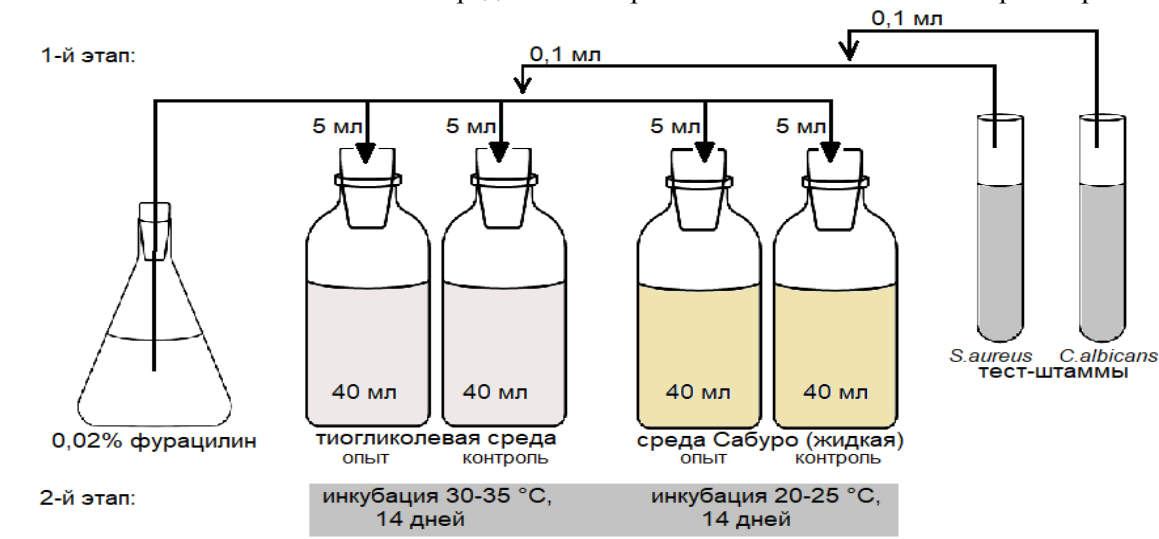 1-й этап:
0,1 мл
0,1 мл
5 мл 5 мл 5 мл 5 мл
40 мл 40 мл 40 мл 40 мл
S.aureus C.albicans
тест-штаммы
0,02% фурацилин
тиогликолевая среда
опыт контроль
среда Сабуро (жидкая)
опыт контроль
2-й этап:
инкубация 30-35 °C,
14 дней
инкубация 20-25 °C,
14 дней